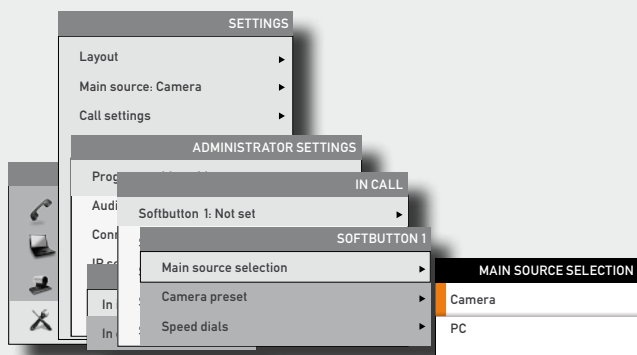 SETTINGS
Layout
Main source: Camera
Call settings
ADMINISTRATOR SETTINGS
IN CALL
Softbutton 1: Not set
SOFTBUTTON 1
Main source selection
Camera preset
Speed dials
MAIN SOURCE SELECTION
Camera
PC